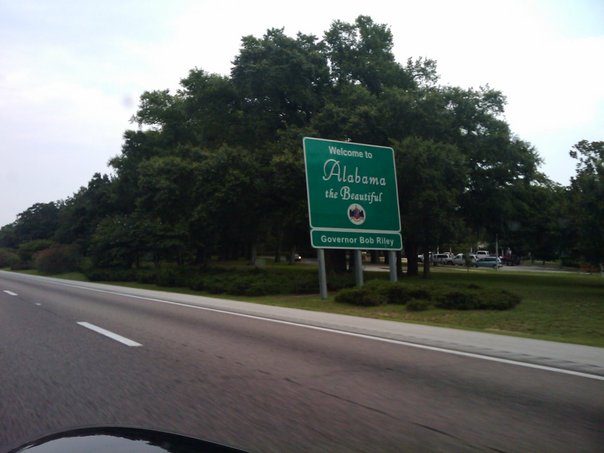 Welcome to
Alabama
the Beautiful
Governor Bob Riley